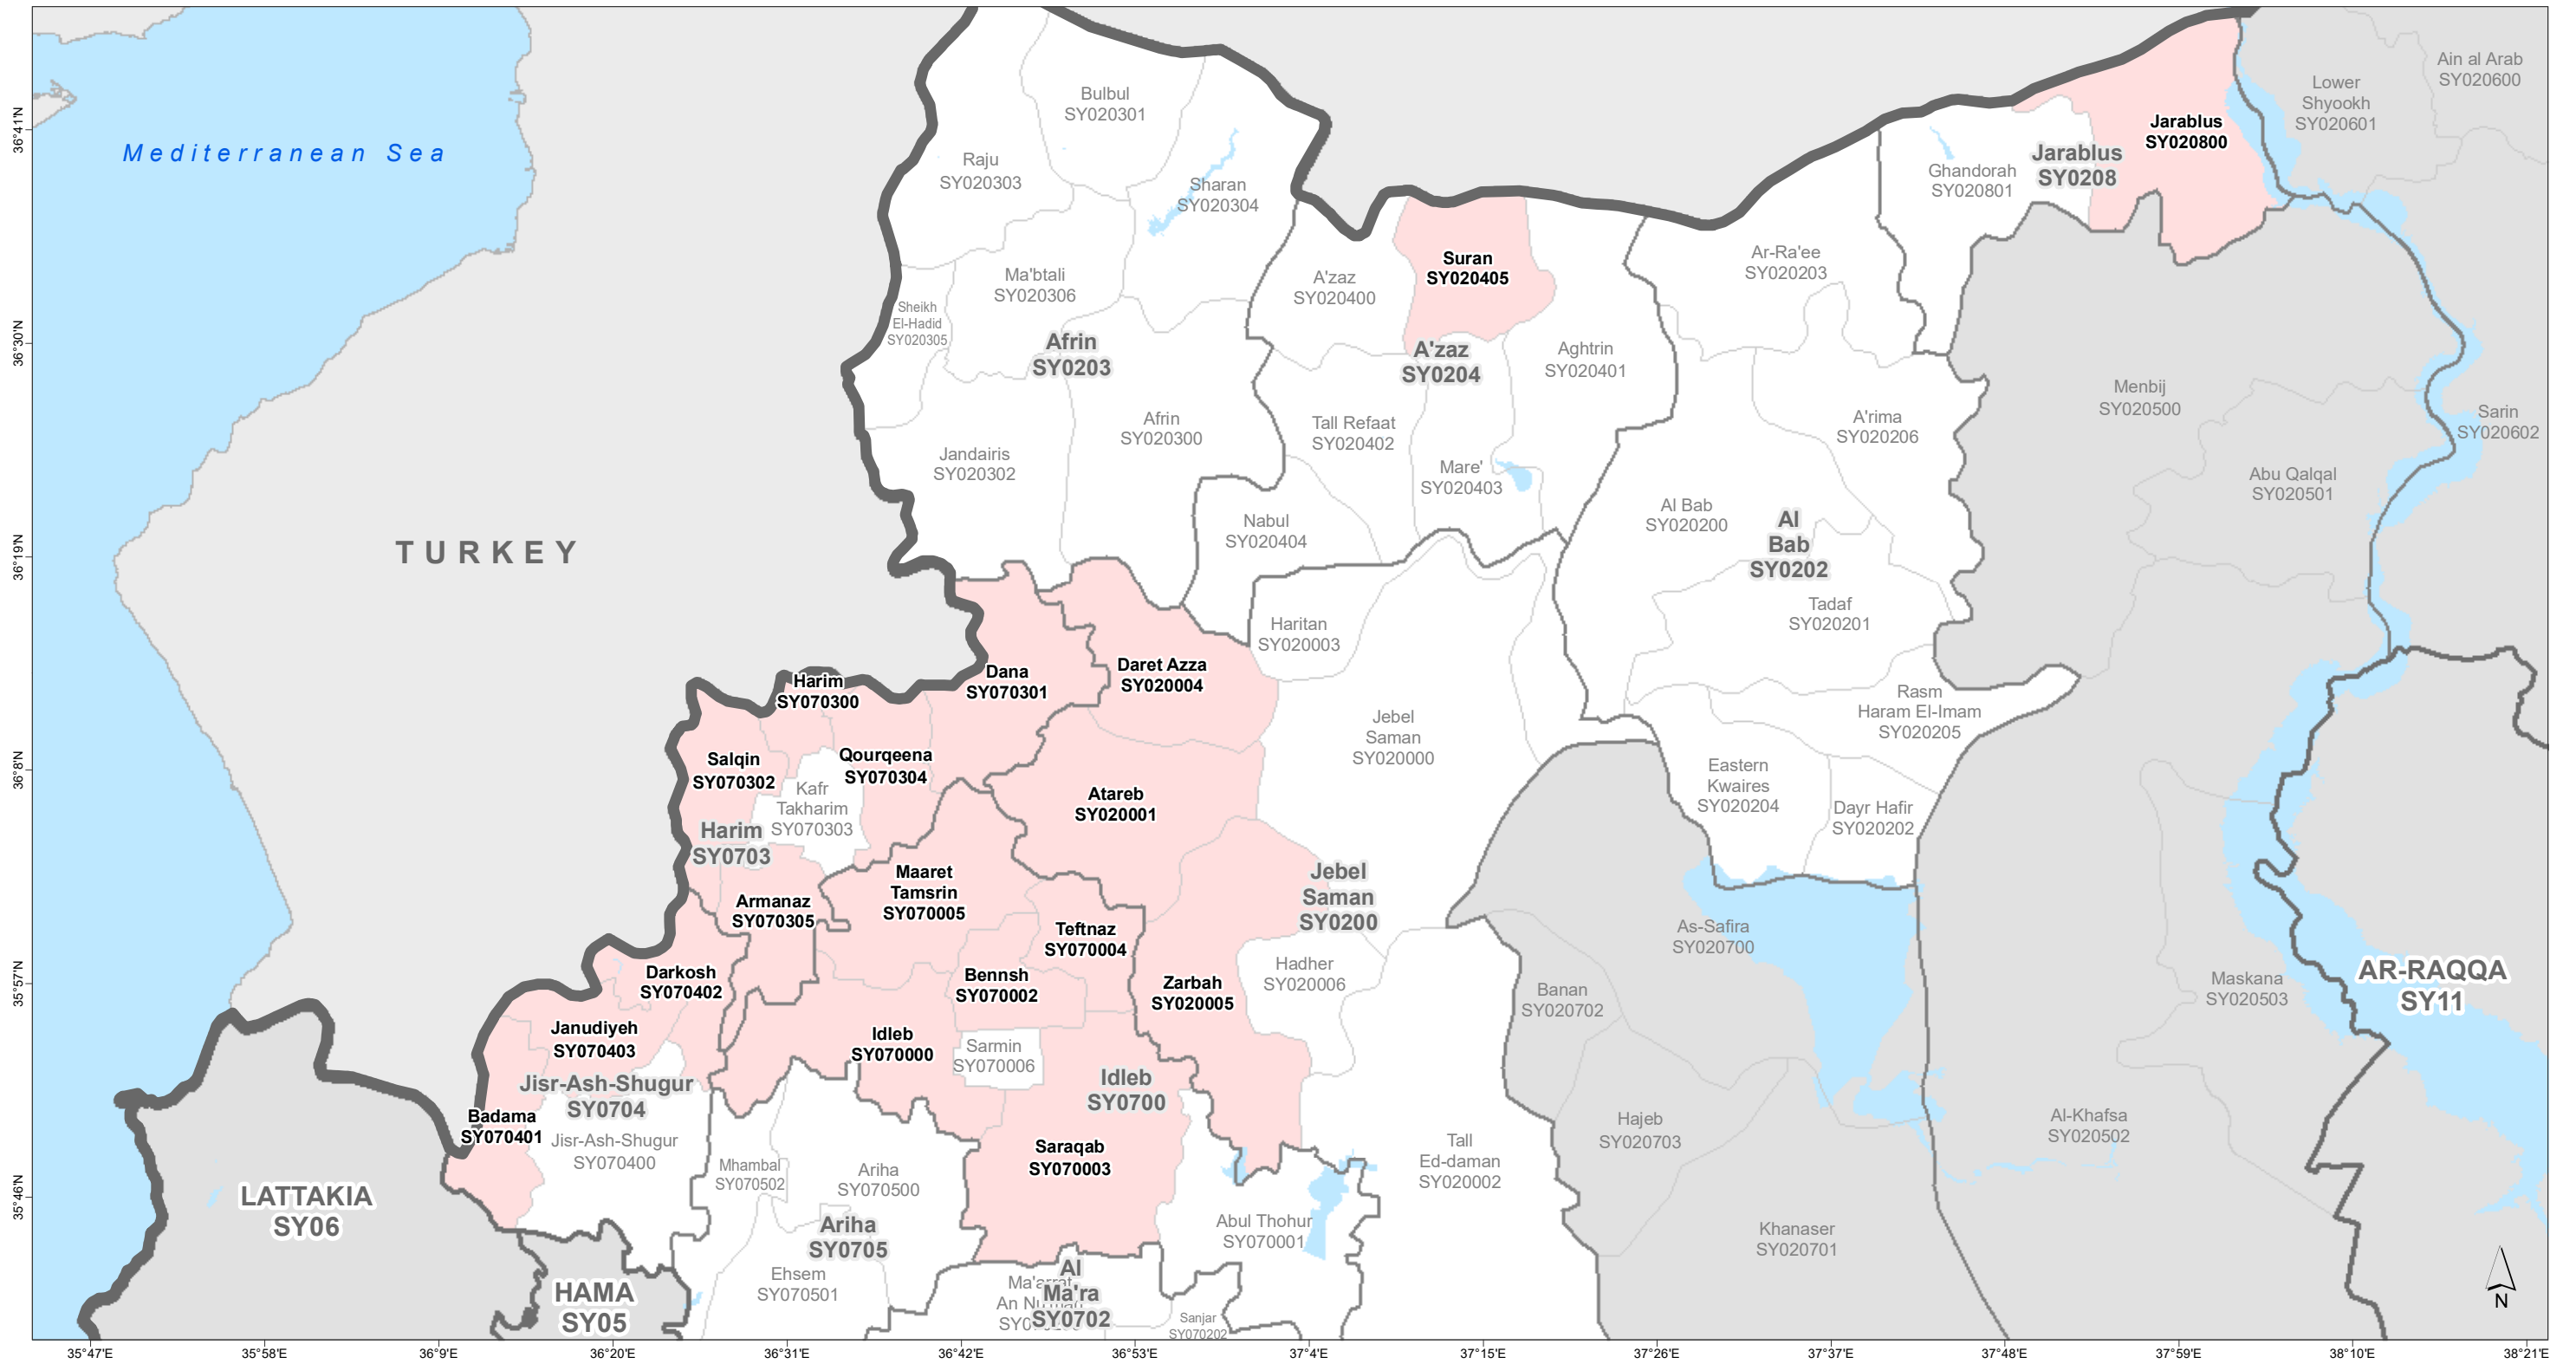 Mediterranean Sea
TURKEY
Bulbul
SY020301
Raju
SY020303
Sharan
SY020304
Ma'btali
SY020306
Sheikh
El-Hadid
SY020305
Afrin
SY0203
Afrin
SY020300
Jandairis
SY020302
A'zaz
SY020400
Suran
SY020405
A'zaz
SY0204
Aghtrin
SY020401
Tall Refaat
SY020402
Mare'
SY020403
Nabul
SY020404
Ar-Ra'ee
SY020203
Ghandorah
SY020801
Jarablus
SY0208
Jarablus
SY020800
Lower
Shyookh
SY020601
Ain al Arab
SY020600
Menbij
SY020500
Sarin
SY020602
Abu Qalqal
SY020501
A'rima
SY020206
Al Bab
SY020200
Al
Bab
SY0202
Tadaf
SY020201
Rasm
Haram El-Imam
SY020205
Eastern
Kwaires
SY020204
Dayr Hafir
SY020202
Haritan
SY020003
Jebel
Saman
SY020000
Daret Azza
SY020004
Dana
SY070301
Harim
SY070300
Salqin
SY070302
Qourqeena
SY070304
Kafr
Takharim
SY070303
Harim
SY0703
Atareb
SY020001
Maaret
Tamsrin
SY070005
Armanaz
SY070305
Teftnaz
SY070004
Jebel
Saman
SY0200
Darkosh
SY070402
Bennsh
SY070002
Zarbah
SY020005
Hadher
SY020006
Janudiyeh
SY070403
Idleb
SY070000
Sarmin
SY070006
Idleb
SY0700
Jisr-Ash-Shugur
SY0704
Badama
SY070401
Jisr-Ash-Shugur
SY070400
Mhambal
SY070502
Ariha
SY070500
Saraqab
SY070003
Ariha
SY0705
Ehsem
SY070501
Abul Thohur
SY070001
Tall
Ed-daman
SY020002
Al
Ma'ra
SY0702
Ma'arrat
An
Sanjar
SY070202
As-Safira
SY020700
Banan
SY020702
Hajeb
SY020703
Khanaser
SY020701
Maskana
SY020503
Al-Khafsa
SY020502
AR-RAQQA
SY11
LATTAKIA
SY06
HAMA
SY05
N
36°41'N
36°30'N
36°19'N
36°8'N
35°57'N
35°46'N
35°47'E
35°58'E
36°9'E
36°20'E
36°31'E
36°42'E
36°53'E
37°4'E
37°15'E
37°26'E
37°37'E
37°48'E
37°59'E
38°10'E
38°21'E